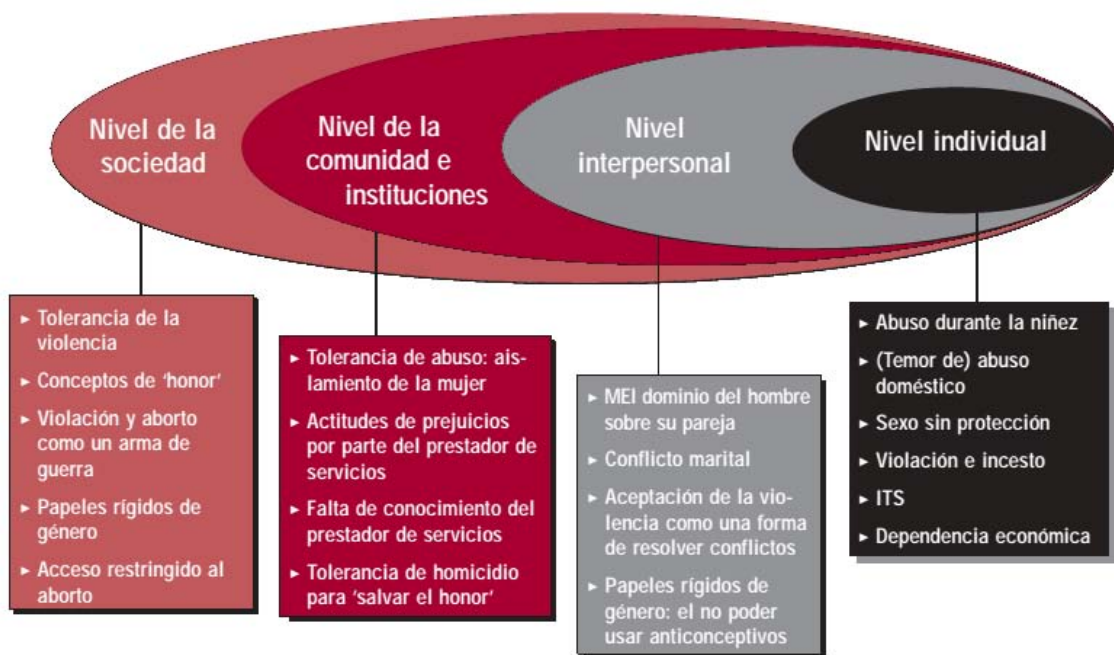 Nivel de la
sociedad
Nivel de la
comunidad e
instituciones
Nivel
interpersonal
Nivel individual
▸ Tolerancia de la
violencia
▸ Conceptos de ‘honor’
▸ Violación y aborto
como un arma de
guerra
▸ Papeles rígidos de
género
▸ Acceso restringido al
aborto
▸ Tolerancia de abuso: ais-
lamiento de la mujer
▸ Actitudes de prejuicios
por parte del prestador de
servicios
▸ Falta de conocimiento del
prestador de servicios
▸ Tolerancia de homicidio
para ‘salvar el honor’
▸ MEl dominio del hombre
sobre su pareja
▸ Conflicto marital
▸ Aceptación de la vio-
lencia como una forma
de resolver conflictos
▸ Papeles rígidos de
género: el no poder
usar anticonceptivos
▸ Abuso durante la niñez
▸ (Temor de) abuso
doméstico
▸ Sexo sin protección
▸ Violación e incesto
▸ ITS
▸ Dependencia económica